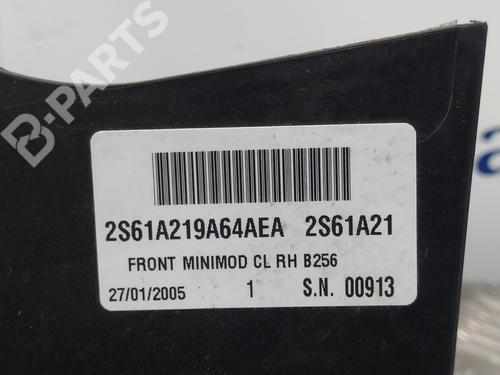 B-PARTS
2S61A219A64AEA 2S61A21
FRONT MINIMOD CL RH B256
27/01/2005 1 S.N. 00913